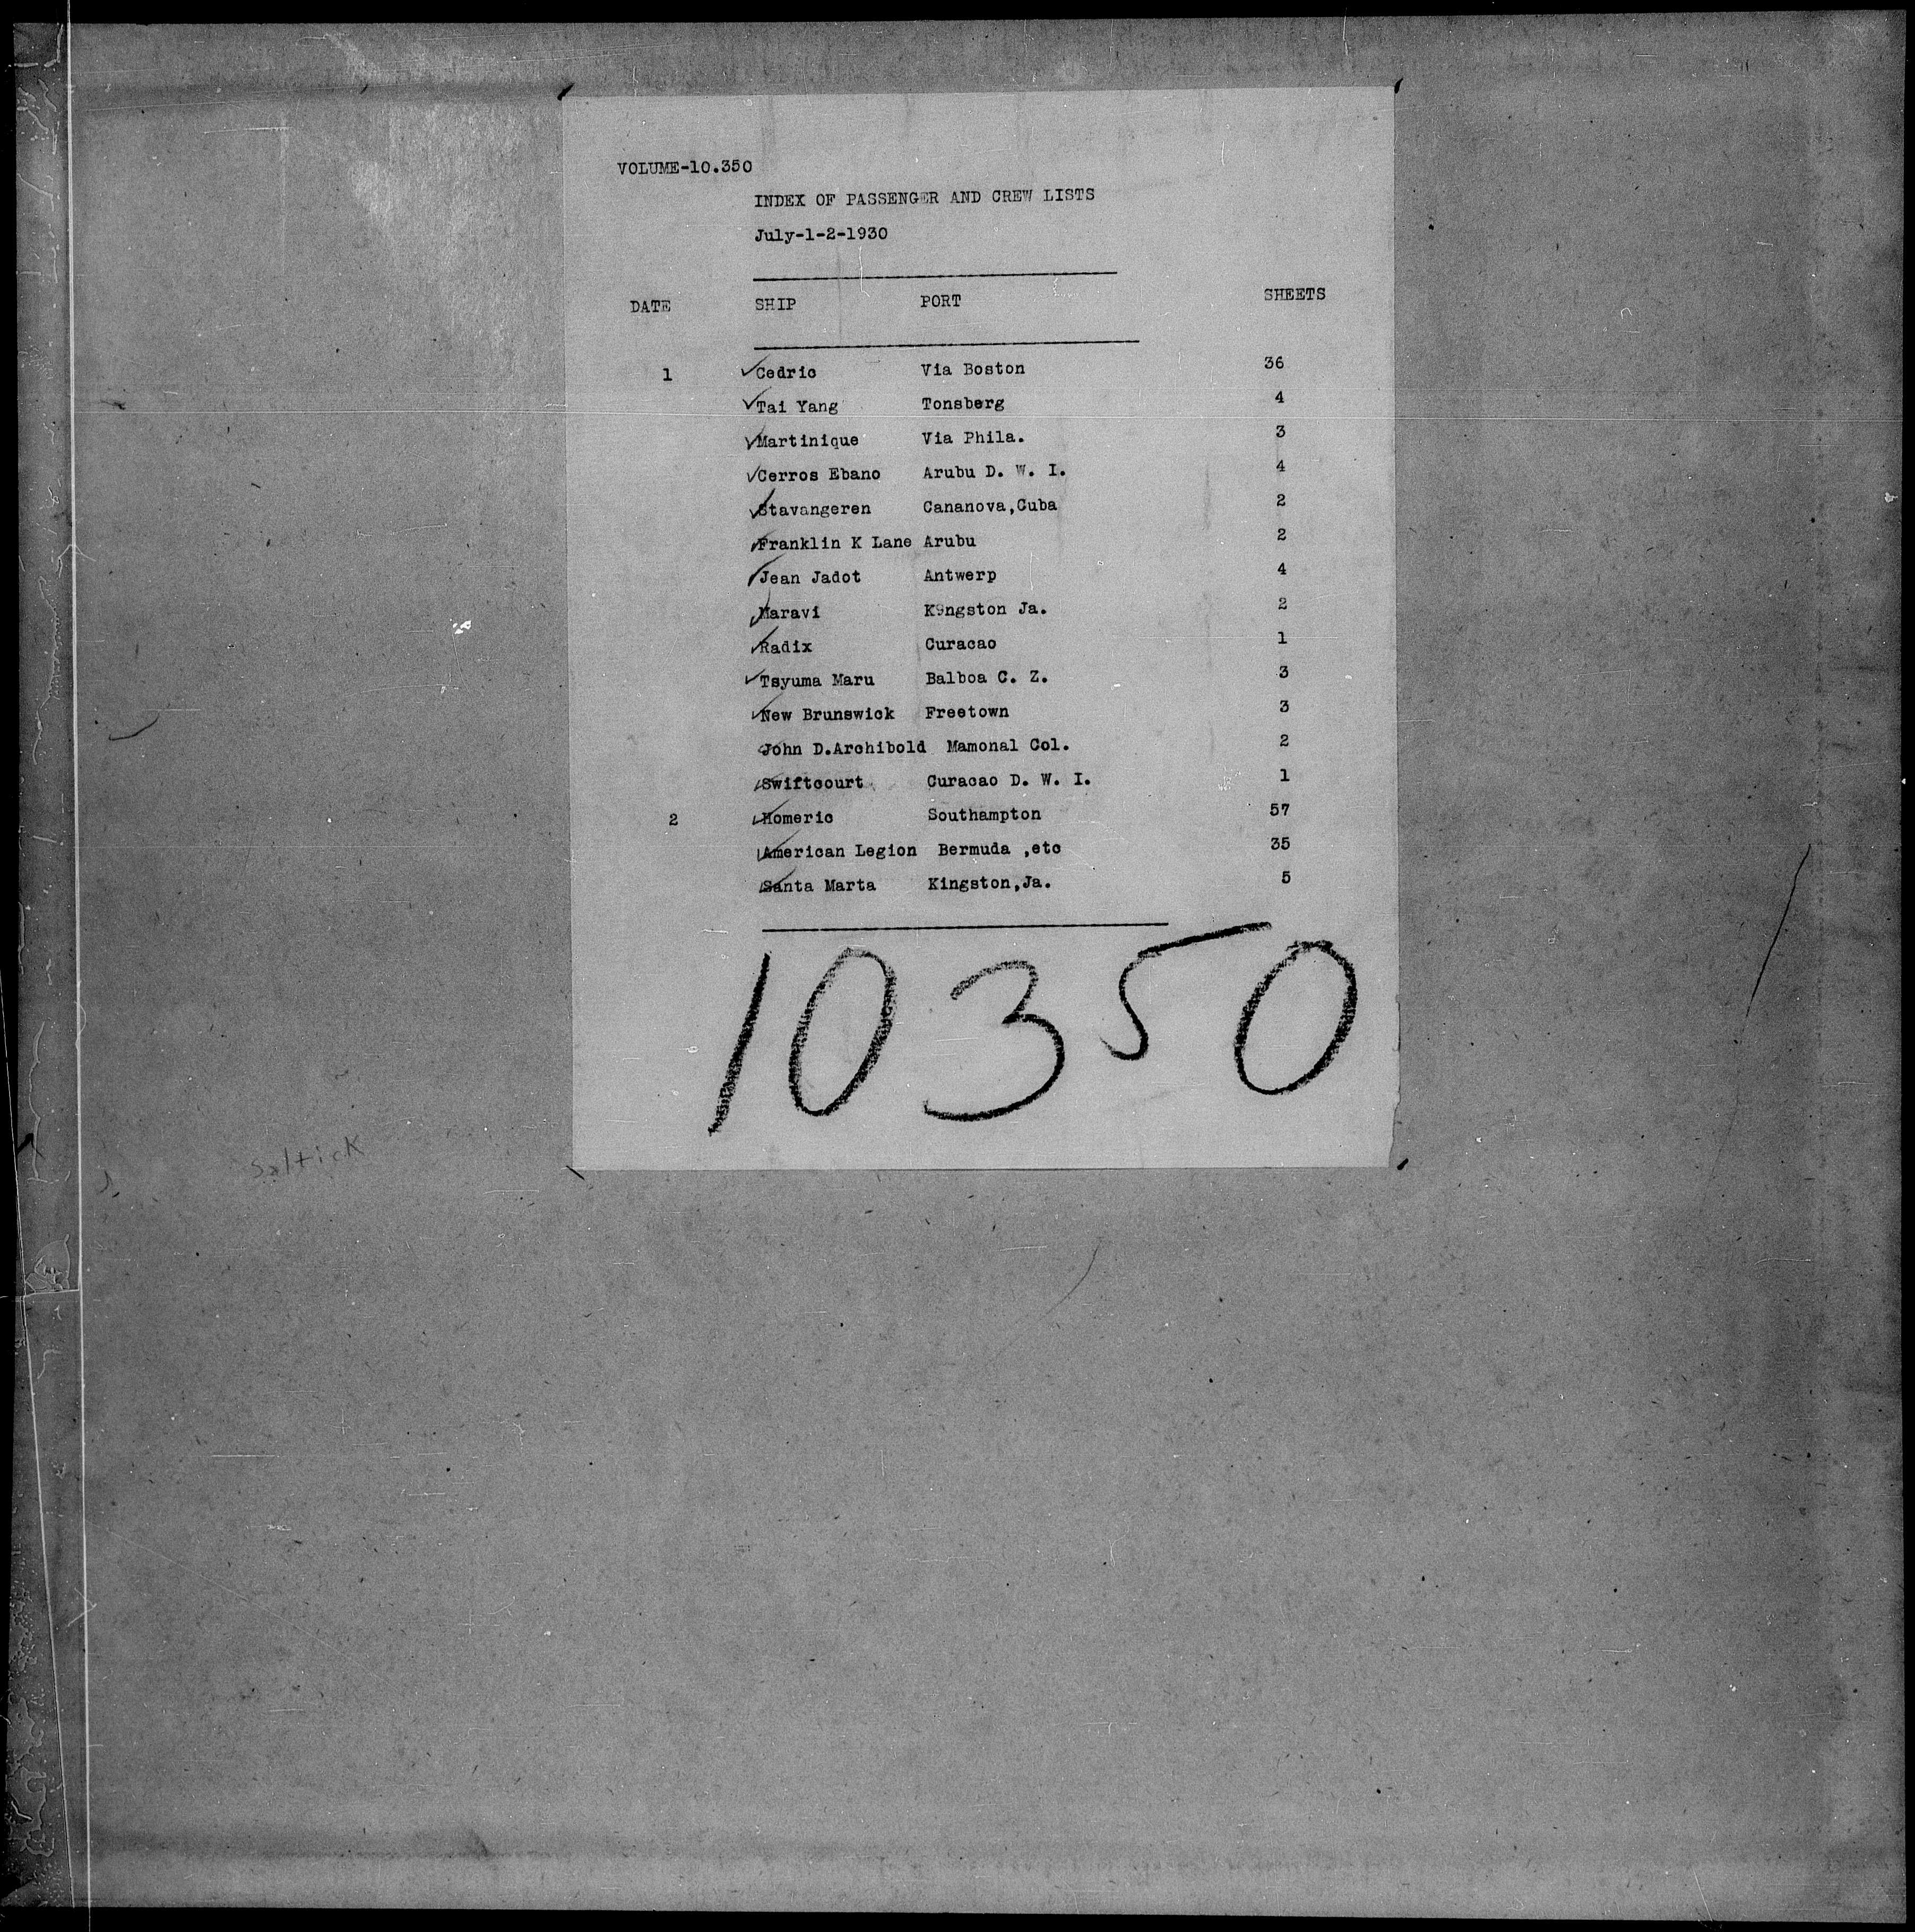 VOLUME-10.350
INDEX OF PASSENGER AND CREW LISTS
July-1-2-1930
DATE SHIP PORT SHEETS
1 ✓Cedric Via Boston 36
✓Tai Yang Tonsberg 4
✓Martinique Via Phila. 3
✓Cerros Ebano Arubu D. W. I. 4
✓Stavangeren Cananova,Cuba 2
✓Franklin K Lane Arubu 2
✓Jean Jadot Antwerp 4
✓Maravi Kingston Ja. 2
✓Radix Curacao 1
✓Tsyuma Maru Balboa C. Z. 3
✓New Brunswick Freetown 3
✓John D.Archibold Mamonal Col. 2
✓Swiftcourt Curacao D. W. I. 1
2 ✓Homeric Southampton 57
✓American Legion Bermuda ,etc 35
✓Santa Marta Kingston,Ja. 5
10350
Saltick